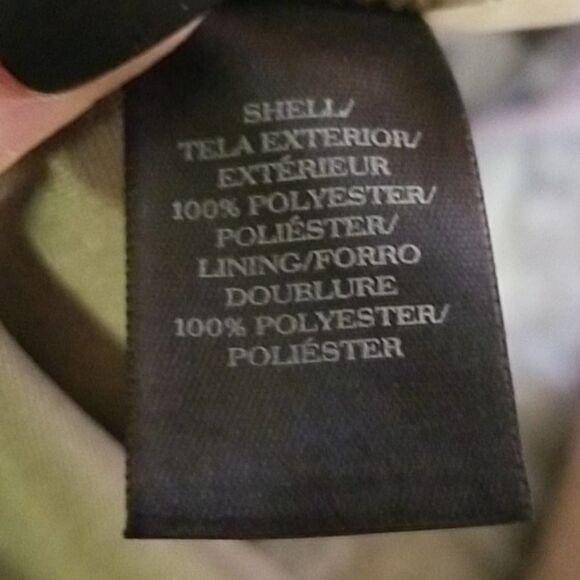 SHELL/
TELA EXTERIOR/
EXTÉRIEUR
100% POLYESTER/
POLIÉSTER/
LINING/FORRO
DOUBLURE
100% POLYESTER/
POLIÉSTER